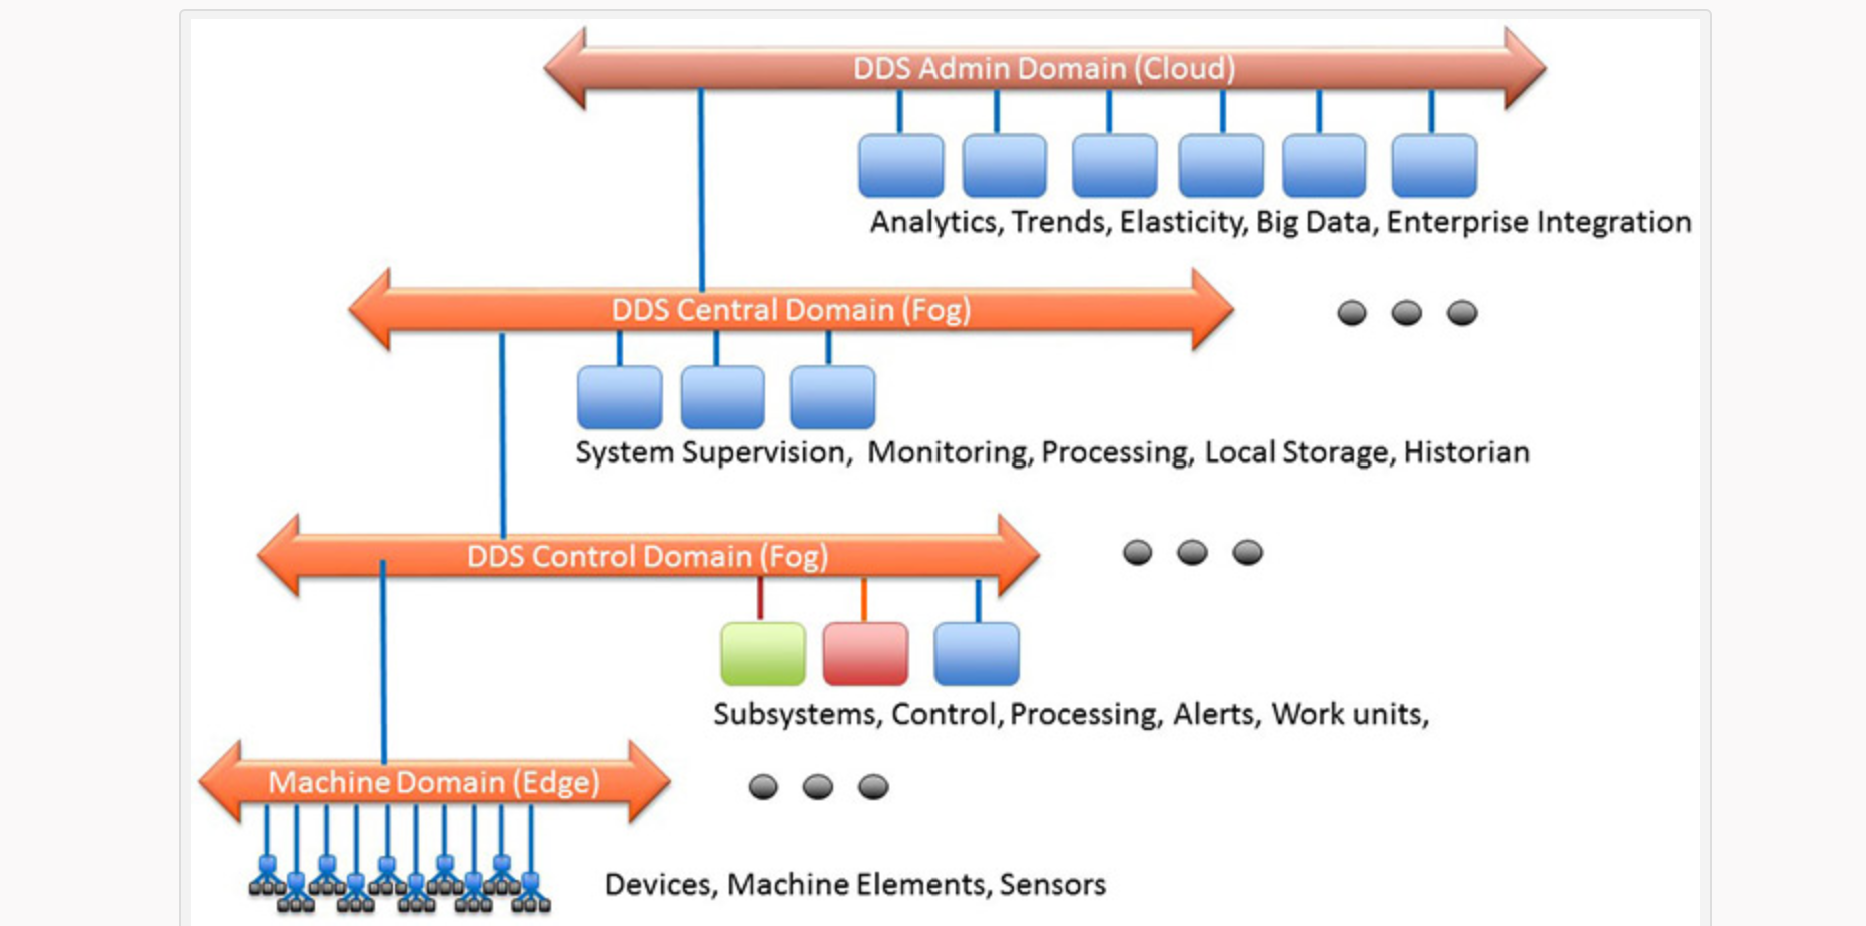 DDS Admin Domain (Cloud)
Analytics, Trends, Elasticity, Big Data, Enterprise Integration
DDS Central Domain (Fog)
System Supervision, Monitoring, Processing, Local Storage, Historian
DDS Control Domain (Fog)
Subsystems, Control, Processing, Alerts, Work units,
Machine Domain (Edge)
Devices, Machine Elements, Sensors